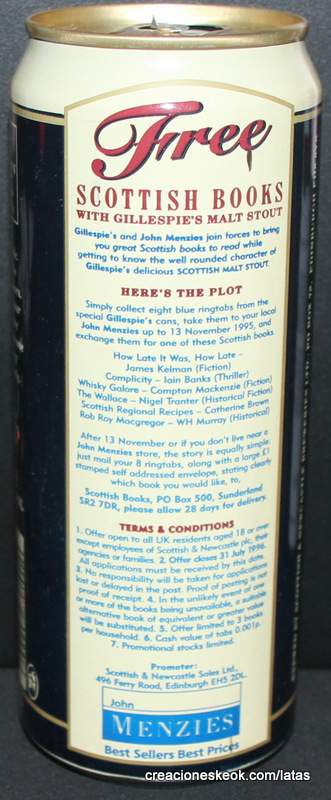 Free
SCOTTISH BOOKS
WITH GILLESPIE'S MALT STOUT
Gillespie's and John Menzies join forces to bring
you great Scottish books to read while
getting to know the well rounded character of
Gillespie's delicious SCOTTISH MALT STOUT.
HERE'S THE PLOT
Simply collect eight blue ringtabs from the
special Gillespie's cans, take them to your local
John Menzies up to 13 November 1995, and
exchange them for one of these Scottish books.
How Late It Was, How Late –
James Kelman (Fiction)
Complicity – Iain Banks (Thriller)
Whisky Galore – Compton Mackenzie (Fiction)
The Wallace – Nigel Tranter (Historical Fiction)
Scottish Regional Recipes – Catherine Brown
Rob Roy Macgregor – WH Murray (Historical)
After 13 November or if you don't live near a
John Menzies store, the story is equally simple:
just mail your 8 ringtabs, along with a large £1
stamped self addressed envelope, stating clearly
which book you would like, to,
Scottish Books, PO Box 500, Sunderland
SR2 7DR, please allow 28 days for delivery.
TERMS & CONDITIONS
1. Offer open to all UK residents aged 18 or over
except employees of Scottish & Newcastle plc, their
agencies or families. 2. Offer closes 31 July 1996.
All applications must be received by this date.
3. No responsibility will be taken for applications
lost or delayed in the post. Proof of posting is not
proof of receipt. 4. In the unlikely event of one
or more of the books being unavailable, a suitable
alternative book of equivalent or greater value
will be substituted. 5. Offer limited to 3 books
per household. 6. Cash value of tabs 0.001p.
7. Promotional stocks limited.
Promoter:
Scottish & Newcastle Sales Ltd.,
496 Ferry Road, Edinburgh EH5 2DL.
John
MENZIES
Best Sellers Best Prices
creacioneskeok.com/latas